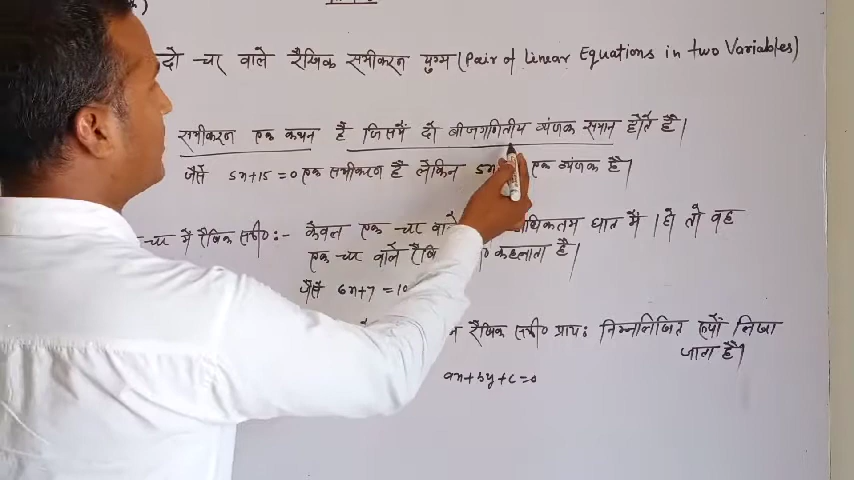 दो चर वाले रैखिक समीकरण युग्म (Pair of Linear Equations in two Variables)
समीकरण एक कथन है जिसमें दो बीजगणितीय व्यंजक समान होते है।
जैसे 5x+15=0 एक समीकरण है लेकिन एक व्यंजक है।
चर में रैखिक समी० :- केवल एक चर वाले अधिकतम घात में 1 हो तो वह
एक चर वाले कहलाता है।
जैसे 6x+7=10
रैखिक समी० प्राय: निम्नलिखित रूपों लिखा
जाता है।
ax+by+c=0